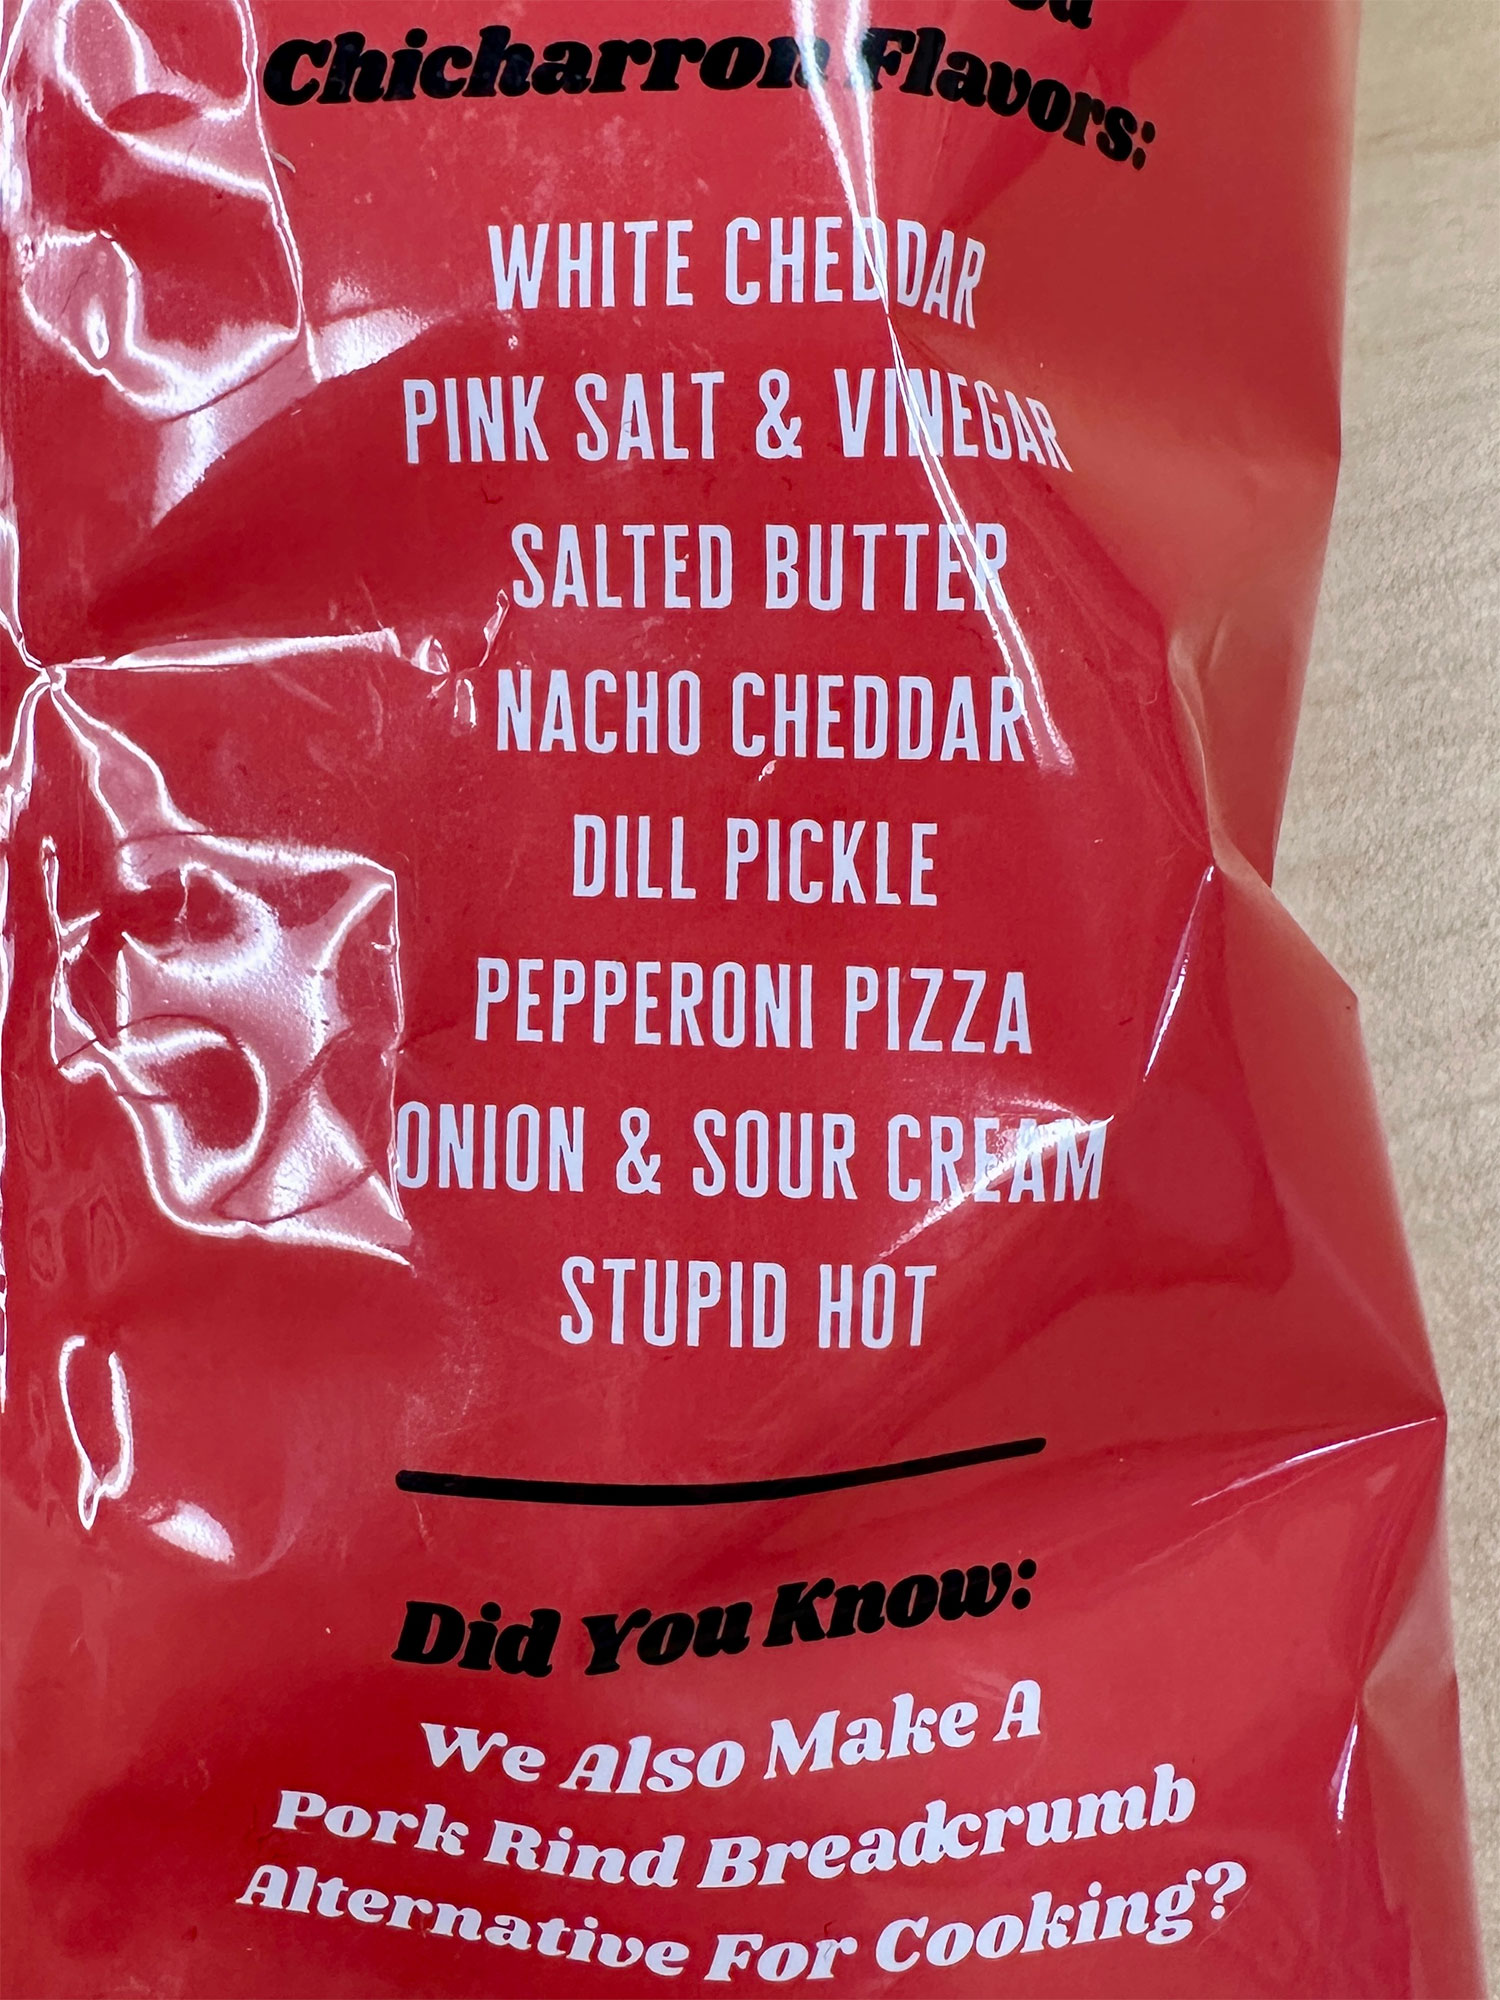 Chicharron Flavors:
WHITE CHEDDAR
PINK SALT & VINEGAR
SALTED BUTTER
NACHO CHEDDAR
DILL PICKLE
PEPPERONI PIZZA
ONION & SOUR CREAM
STUPID HOT
Did You Know:
We Also Make A
Pork Rind Breadcrumb
Alternative For Cooking?